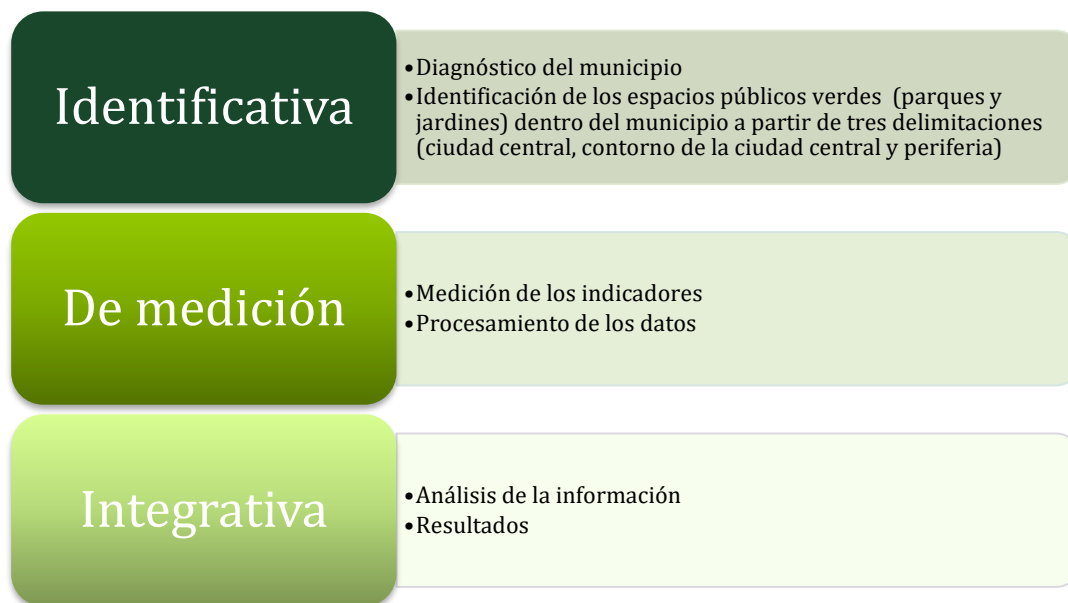 Identificativa
•Diagnóstico del municipio
•Identificación de los espacios públicos verdes (parques y
jardines) dentro del municipio a partir de tres delimitaciones
(ciudad central, contorno de la ciudad central y periferia)
De medición
•Medición de los indicadores
•Procesamiento de los datos
Integrativa
•Análisis de la información
•Resultados